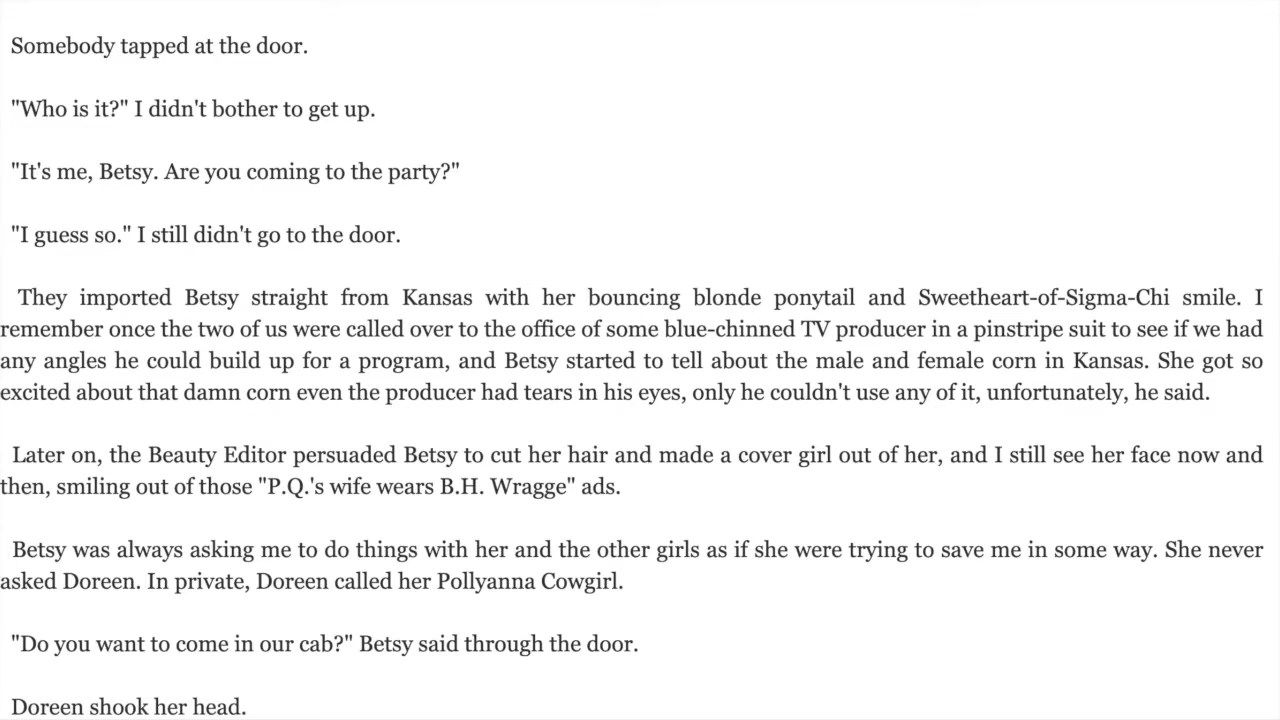 Somebody tapped at the door.
"Who is it?" I didn't bother to get up.
"It's me, Betsy. Are you coming to the party?"
"I guess so." I still didn't go to the door.
They imported Betsy straight from Kansas with her bouncing blonde ponytail and Sweetheart-of-Sigma-Chi smile. I
remember once the two of us were called over to the office of some blue-chinned TV producer in a pinstripe suit to see if we had
any angles he could build up for a program, and Betsy started to tell about the male and female corn in Kansas. She got so
excited about that damn corn even the producer had tears in his eyes, only he couldn't use any of it, unfortunately, he said.
Later on, the Beauty Editor persuaded Betsy to cut her hair and made a cover girl out of her, and I still see her face now and
then, smiling out of those "P.Q.'s wife wears B.H. Wragge" ads.
Betsy was always asking me to do things with her and the other girls as if she were trying to save me in some way. She never
asked Doreen. In private, Doreen called her Pollyanna Cowgirl.
"Do you want to come in our cab?" Betsy said through the door.
Doreen shook her head.